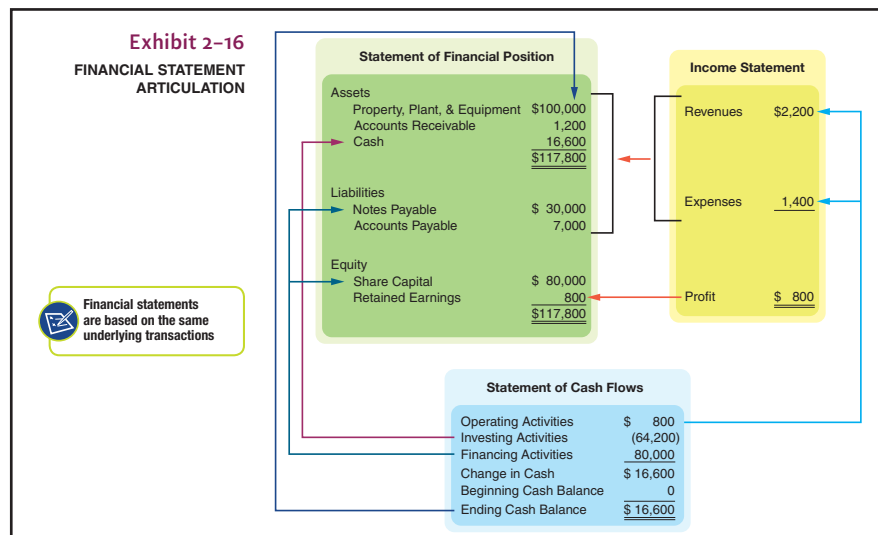 Exhibit 2–16
FINANCIAL STATEMENT
ARTICULATION
Statement of Financial Position
Assets
Property, Plant, & Equipment $100,000
Accounts Receivable 1,200
Cash 16,600
$117,800
Liabilities
Notes Payable $ 30,000
Accounts Payable 7,000
Equity
Share Capital $ 80,000
Retained Earnings 800
$117,800
Income Statement
Revenues $2,200
Expenses 1,400
Profit $ 800
Financial statements
are based on the same
underlying transactions
Statement of Cash Flows
Operating Activities $ 800
Investing Activities (64,200)
Financing Activities 80,000
Change in Cash $ 16,600
Beginning Cash Balance 0
Ending Cash Balance $ 16,600